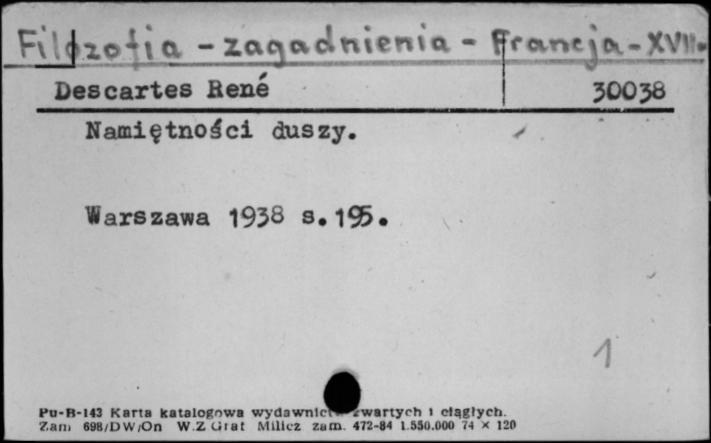 Filozofia - zagadnienia - Francja - XVII w.
Descartes René 30038
Namiętności duszy.
Warszawa 1938 s. 195.
1
Pu-B-143 Karta katalogowa wydawnictw zwartych i ciągłych.
Zam 698/DW/On W.Z Graf Milicz zam. 472-84 1.550.000 74 × 120